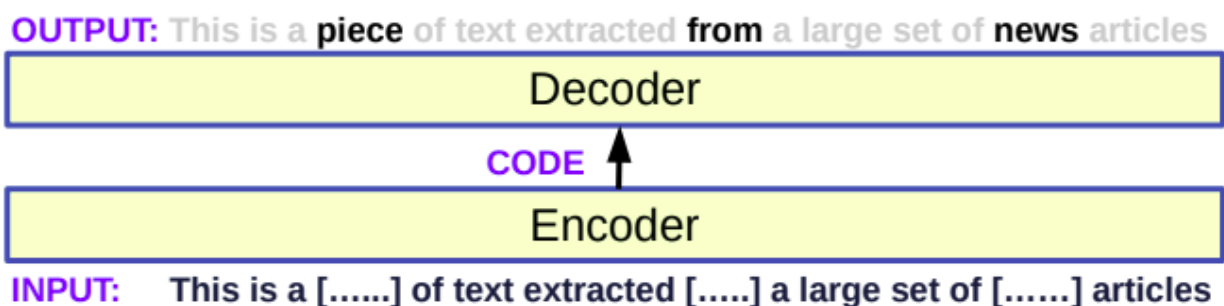 OUTPUT: This is a piece of text extracted from a large set of news articles
Decoder
CODE
Encoder
INPUT: This is a [......] of text extracted [.....] a large set of [......] articles